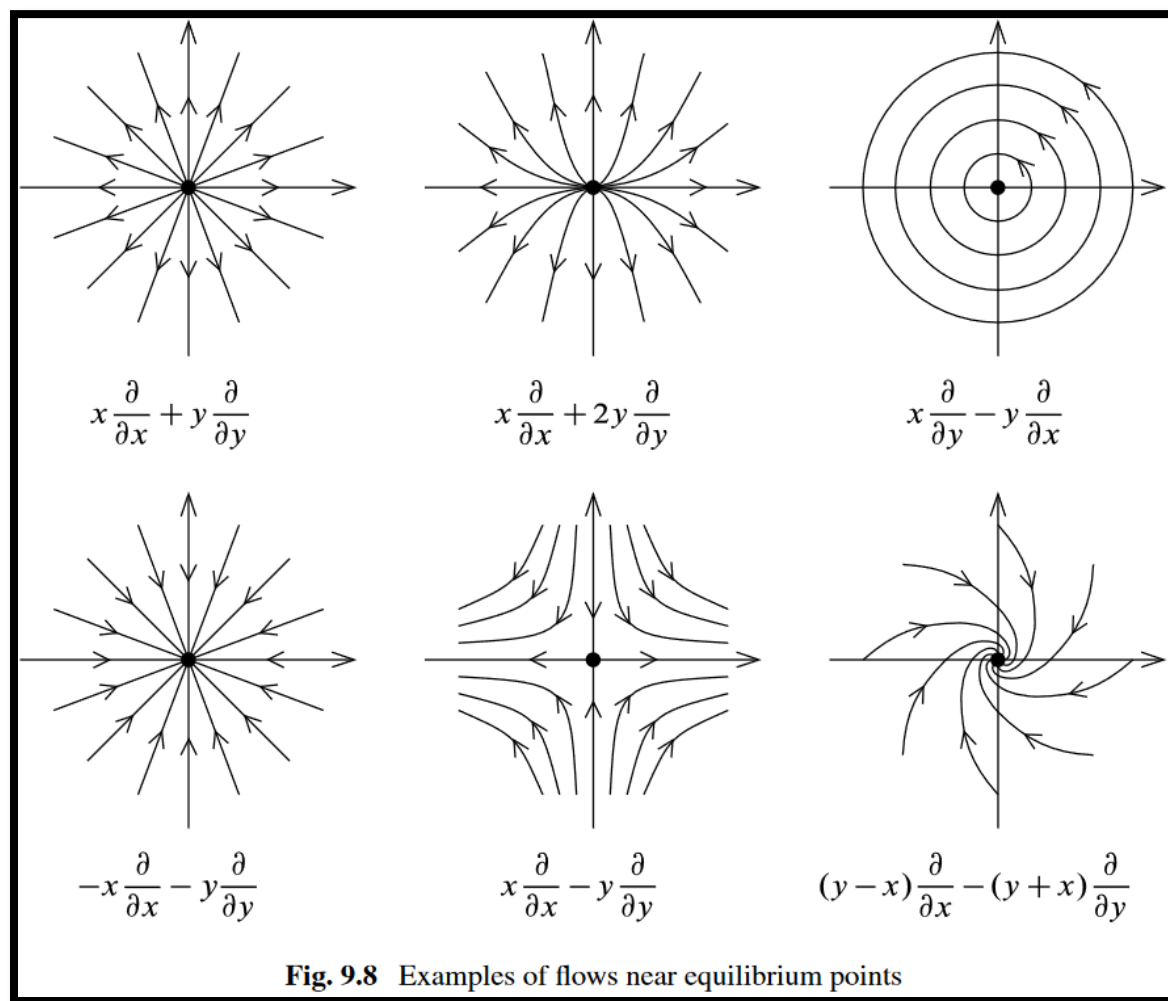 x ∂/∂x + y ∂/∂y
x ∂/∂x + 2y ∂/∂y
x ∂/∂y − y ∂/∂x
−x ∂/∂x − y ∂/∂y
x ∂/∂x − y ∂/∂y
(y − x) ∂/∂x − (y + x) ∂/∂y
Fig. 9.8 Examples of flows near equilibrium points